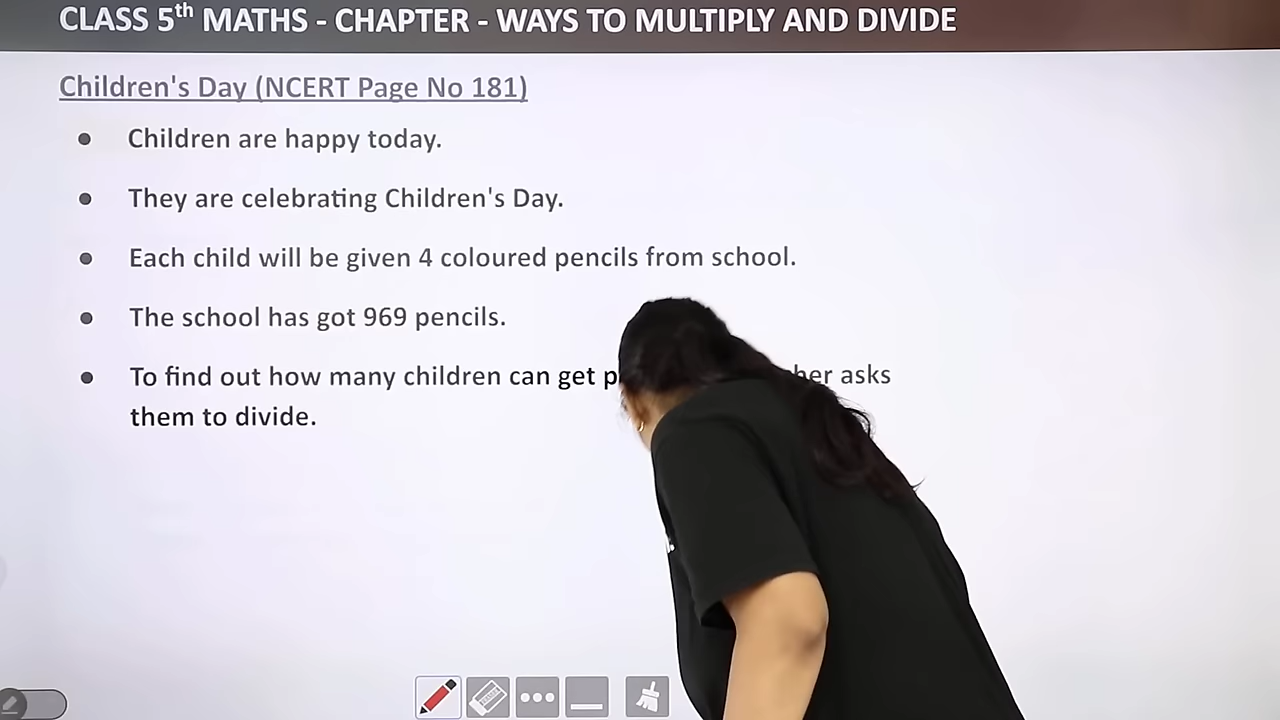 CLASS 5th MATHS - CHAPTER - WAYS TO MULTIPLY AND DIVIDE
Children's Day (NCERT Page No 181)
● Children are happy today.
● They are celebrating Children's Day.
● Each child will be given 4 coloured pencils from school.
● The school has got 969 pencils.
● To find out how many children can get asks
them to divide.